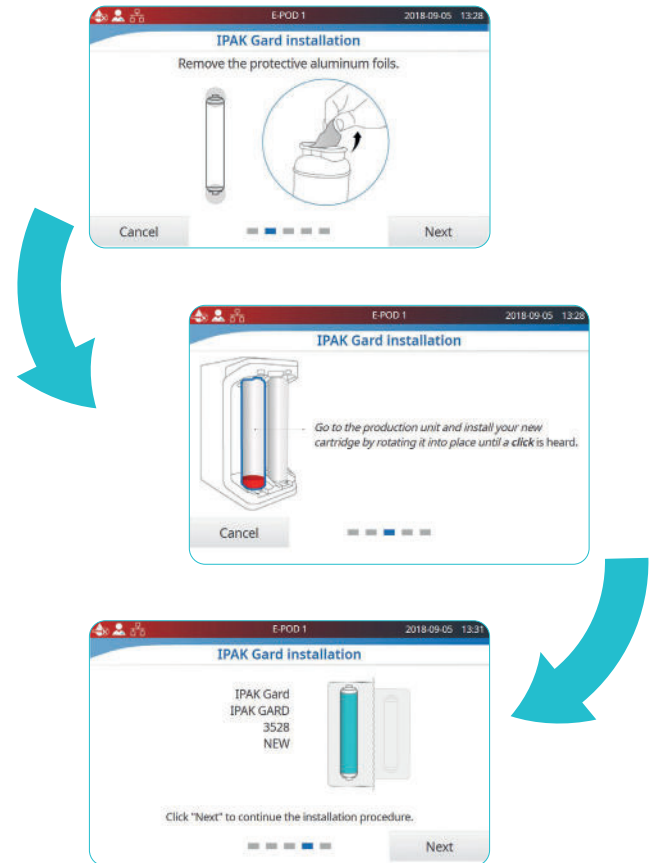 E-POD 1 2018-09-05 13:28
IPAK Gard installation
Remove the protective aluminum foils.
Cancel Next
E-POD 1 2018-09-05 13:28
IPAK Gard installation
Go to the production unit and install your new
cartridge by rotating it into place until a click is heard.
Cancel
E-POD 1 2018-09-05 13:31
IPAK Gard installation
IPAK Gard
IPAK GARD
3528
NEW
Click "Next" to continue the installation procedure.
Next